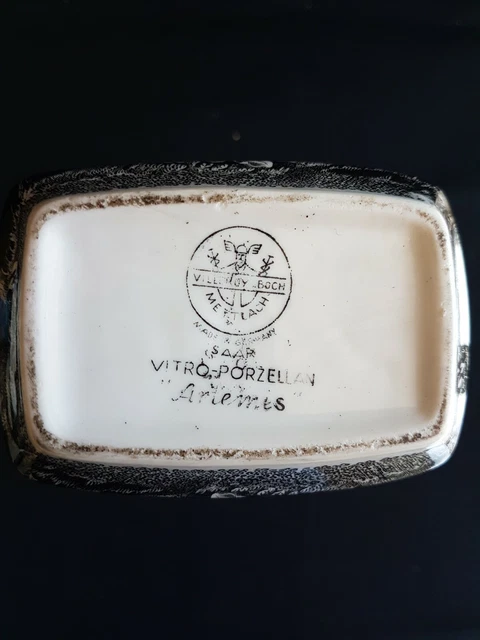 VILLEROY & BOCH
METTLACH
MADE IN GERMANY
SAAR
VITRO-PORZELLAN
"Artemis"